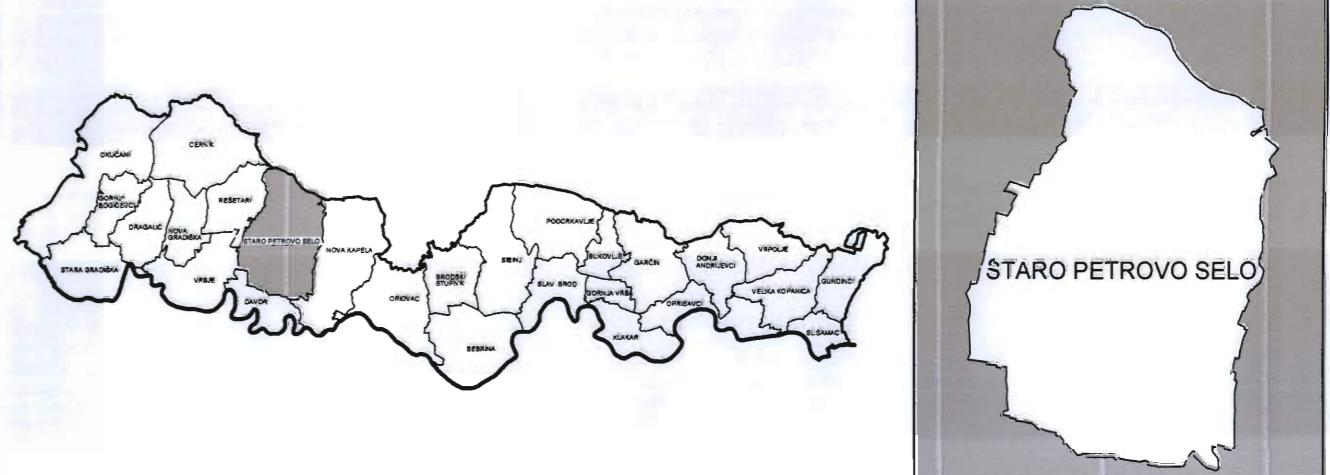 OKUČANI
CERNIK
GORNJI
BOGIĆEVCI
REŠETARI
DRAGALIĆ
NOVA
GRADIŠKA
STARO PETROVO SELO
NOVA KAPELA
STARA GRADIŠKA
VRBJE
DAVOR
ORIOVAC
BRODSKI
STUPNIK
SIBINJ
BEBRINA
PODCRKAVLJE
BUKOVLJE
SLAV. BROD
GORNJA VRBA
GARČIN
KLAKAR
OPRISAVCI
DONJI
ANDRIJEVCI
VRPOLJE
VELIKA KOPANICA
GUNDINCI
SL.ŠAMAC
STARO PETROVO SELO